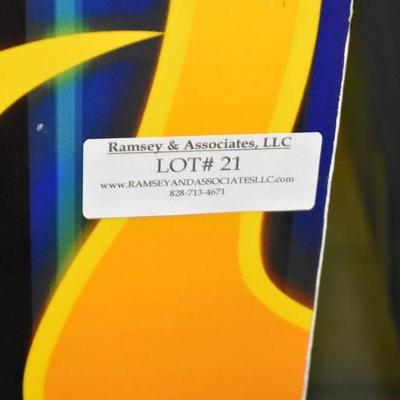 Ramsey & Associates, LLC
LOT# 21
www.RAMSEYANDASSOCIATESLLC.com
828-713-4671